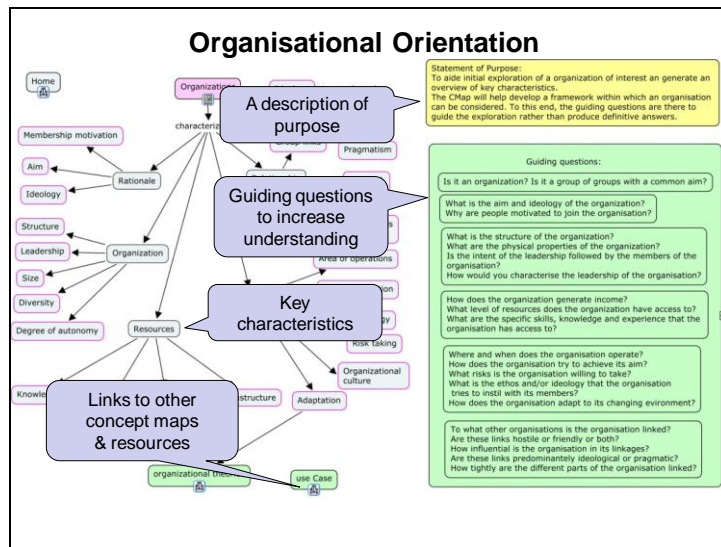 Organisational Orientation
Home
Organizations
Statement of Purpose:
To aide initial exploration of a organization of interest an generate an
overview of key characteristics.
The CMap will help develop a framework within which an organisation
can be considered. To this end, the guiding questions are there to
guide the exploration rather than produce definitive answers.
A description of
purpose
Membership motivation
Pragmatism
Aim
Rationale
Ideology
Guiding questions
to increase
understanding
Guiding questions:
Is it an organization? Is it a group of groups with a common aim?
What is the aim and ideology of the organization?
Why are people motivated to join the organisation?
Structure
Leadership
Organization
Size
Diversity
Degree of autonomy
Area of operations
What is the structure of the organization?
What are the physical properties of the organization?
Is the intent of the leadership followed by the members of the
organisation?
How would you characterise the leadership of the organisation?
Key
characteristics
Resources
Risk taking
Organizational
culture
How does the organization generate income?
What level of resources does the organization have access to?
What are the specific skills, knowledge and experience that the
organisation has access to?
Links to other
concept maps
& resources
Adaptation
Where and when does the organisation operate?
How does the organisation try to achieve its aim?
What risks is the organisation willing to take?
What is the ethos and/or ideology that the organisation
tries to instil with its members?
How does the organisation adapt to its changing evironment?
use Case
To what other organisations is the organisation linked?
Are these links hostile or friendly or both?
How influential is the organisation in its linkages?
Are these links predominantely ideological or pragmatic?
How tightly are the different parts of the organisation linked?